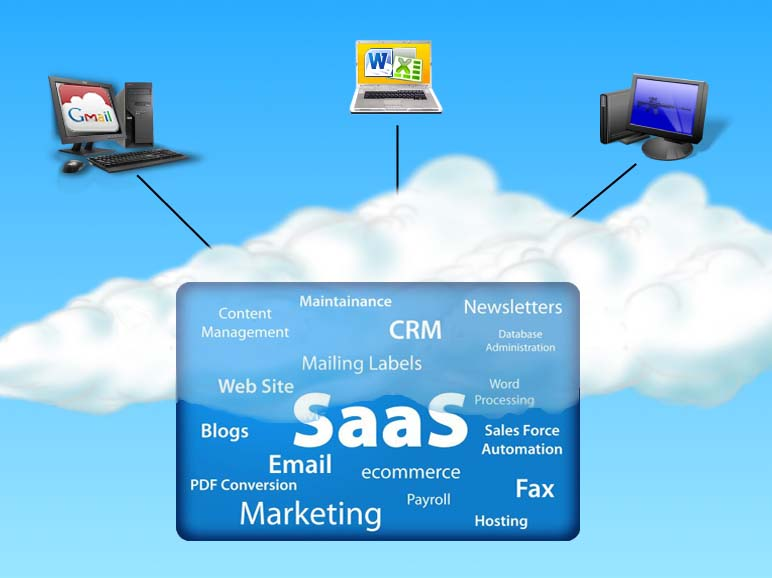 Gmail
W X
Content
Management
Maintainance
CRM
Newsletters
Database
Administration
Mailing Labels
Web Site
Word
Processing
SaaS
Blogs
Sales Force
Automation
Email
ecommerce
PDF Conversion
Payroll
Fax
Marketing
Hosting